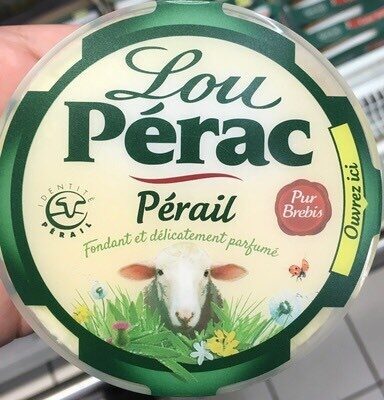 Lou
Pérac
Pérail
Fondant et délicatement parfumé
IDENTITÉ
PÉRAIL
Pur
Brebis
Ouvrez ici